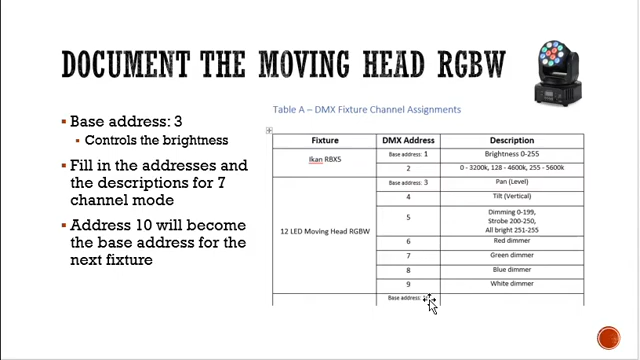 DOCUMENT THE MOVING HEAD RGBW
Base address: 3
Controls the brightness
Fill in the addresses and
the descriptions for 7
channel mode
Address 10 will become
the base address for the
next fixture
Table A – DMX Fixture Channel Assignments
Fixture DMX Address Description
Ikan RBX5 Base address: 1 Brightness 0-255
2 0 - 3200k, 128 - 4600k, 255 - 5600k
12 LED Moving Head RGBW Base address: 3 Pan (Level)
4 Tilt (Vertical)
5 Dimming 0-199,
Strobe 200-250,
All bright 251-255
6 Red dimmer
7 Green dimmer
8 Blue dimmer
9 White dimmer
Base address: